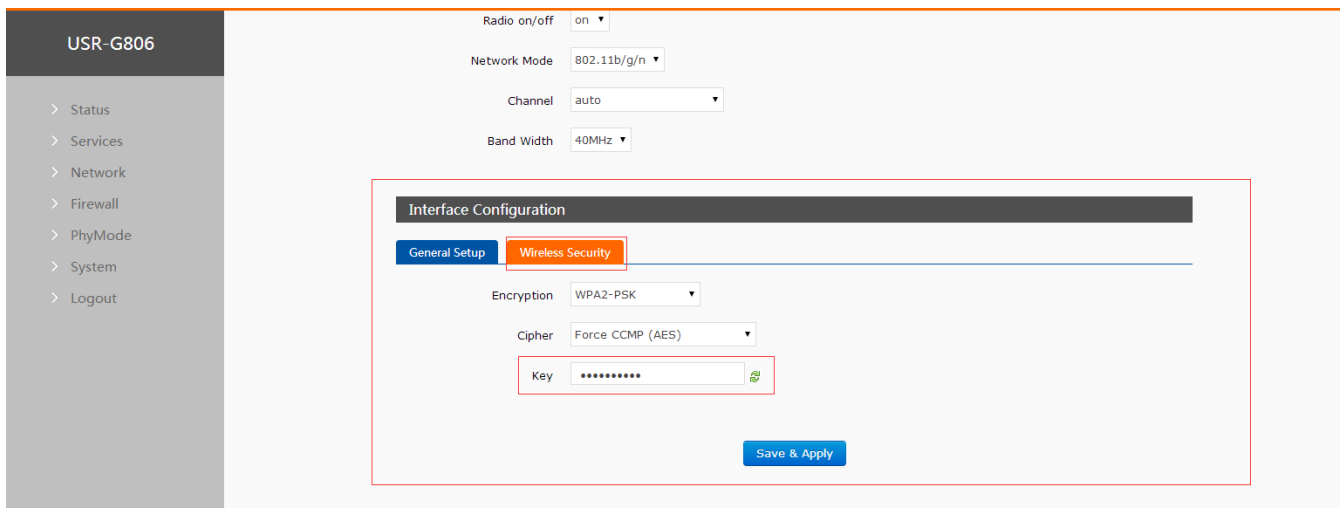 USR-G806
Status
Services
Network
Firewall
PhyMode
System
Logout
Radio on/off on
Network Mode 802.11b/g/n
Channel auto
Band Width 40MHz
Interface Configuration
General Setup Wireless Security
Encryption WPA2-PSK
Cipher Force CCMP (AES)
Key ••••••••••
Save & Apply